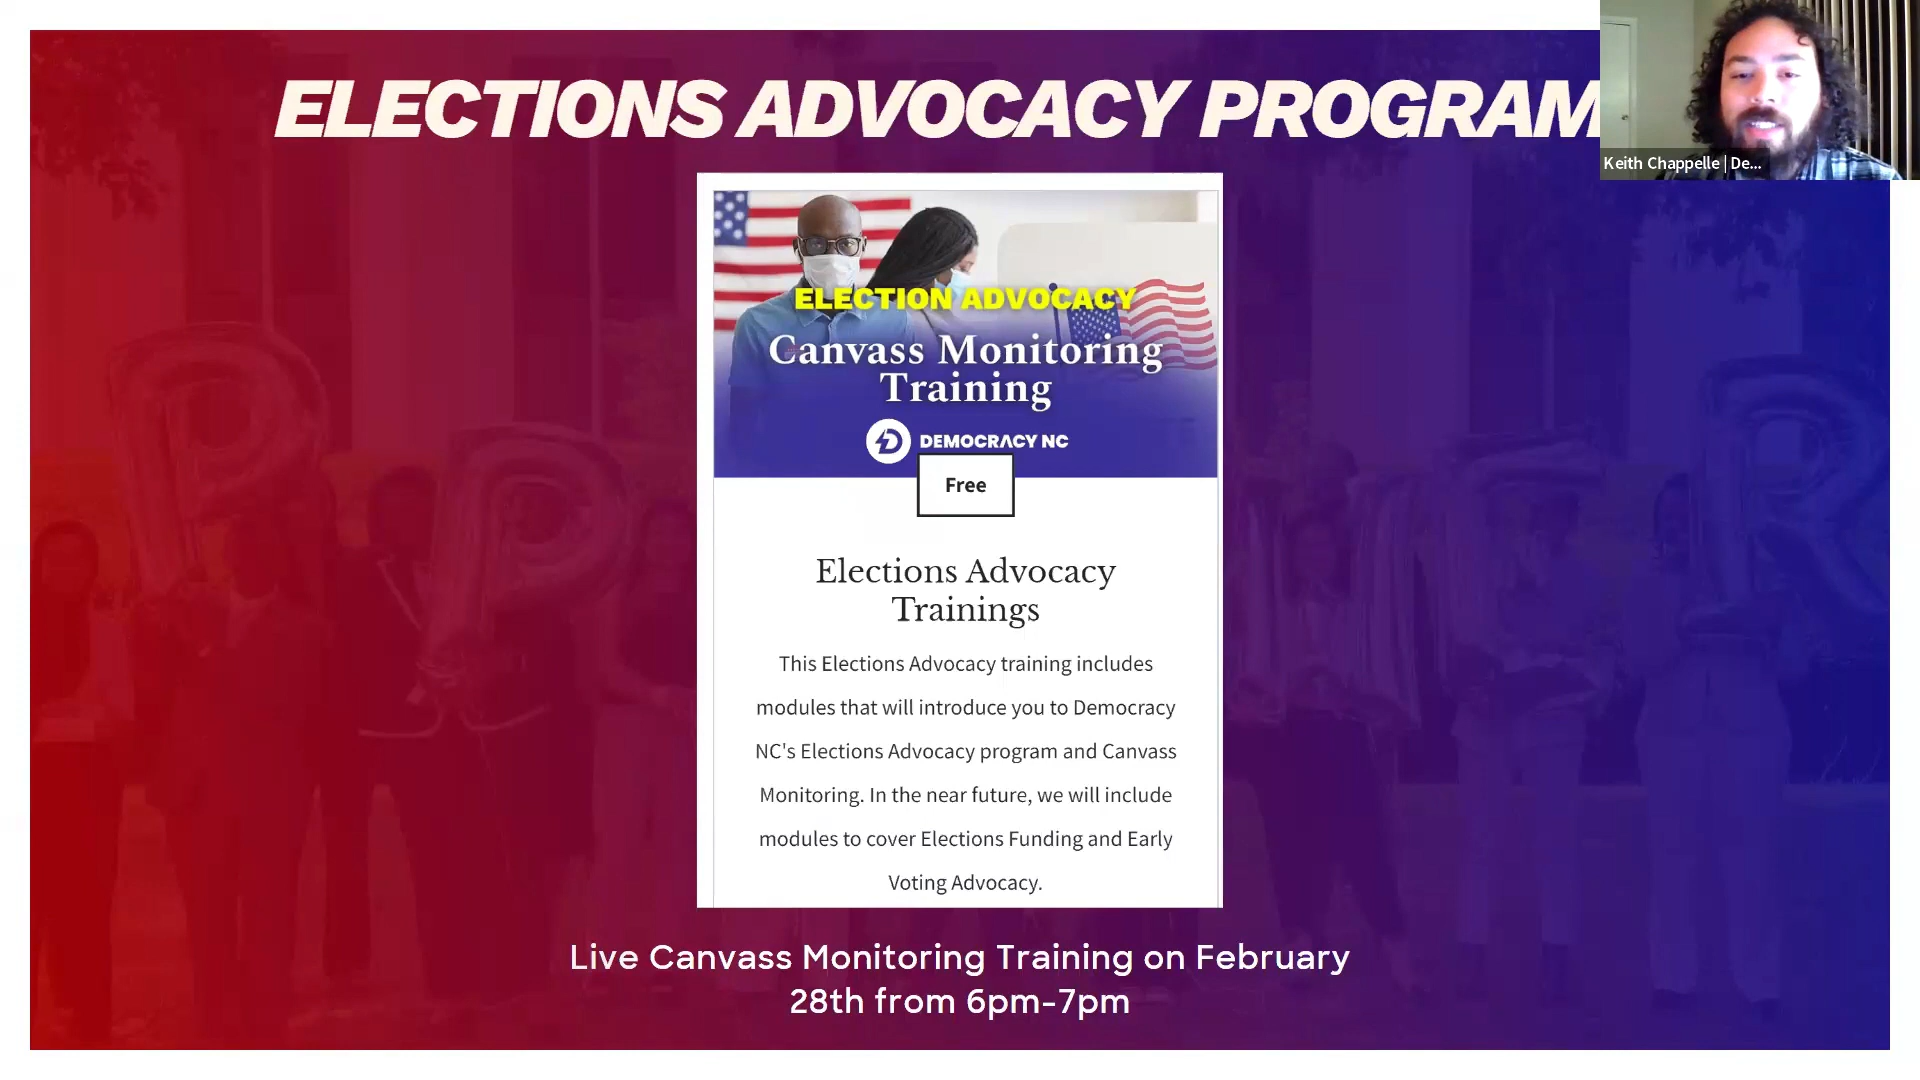 ELECTIONS ADVOCACY PROGRAM
Keith Chappelle | De...
ELECTION ADVOCACY
Canvass Monitoring
Training
DEMOCRACY NC
Free
Elections Advocacy
Trainings
This Elections Advocacy training includes
modules that will introduce you to Democracy
NC's Elections Advocacy program and Canvass
Monitoring. In the near future, we will include
modules to cover Elections Funding and Early
Voting Advocacy.
Live Canvass Monitoring Training on February
28th from 6pm-7pm